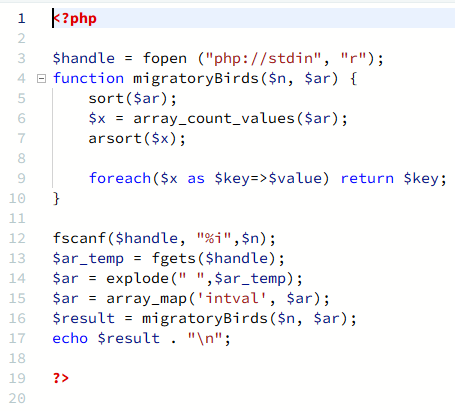 1 <?php
2
3 $handle = fopen ("php://stdin", "r");
4 function migratoryBirds($n, $ar) {
5     sort($ar);
6     $x = array_count_values($ar);
7     arsort($x);
8
9     foreach($x as $key=>$value) return $key;
10 }
11
12 fscanf($handle, "%i",$n);
13 $ar_temp = fgets($handle);
14 $ar = explode(" ",$ar_temp);
15 $ar = array_map('intval', $ar);
16 $result = migratoryBirds($n, $ar);
17 echo $result . "\n";
18
19 ?>
20